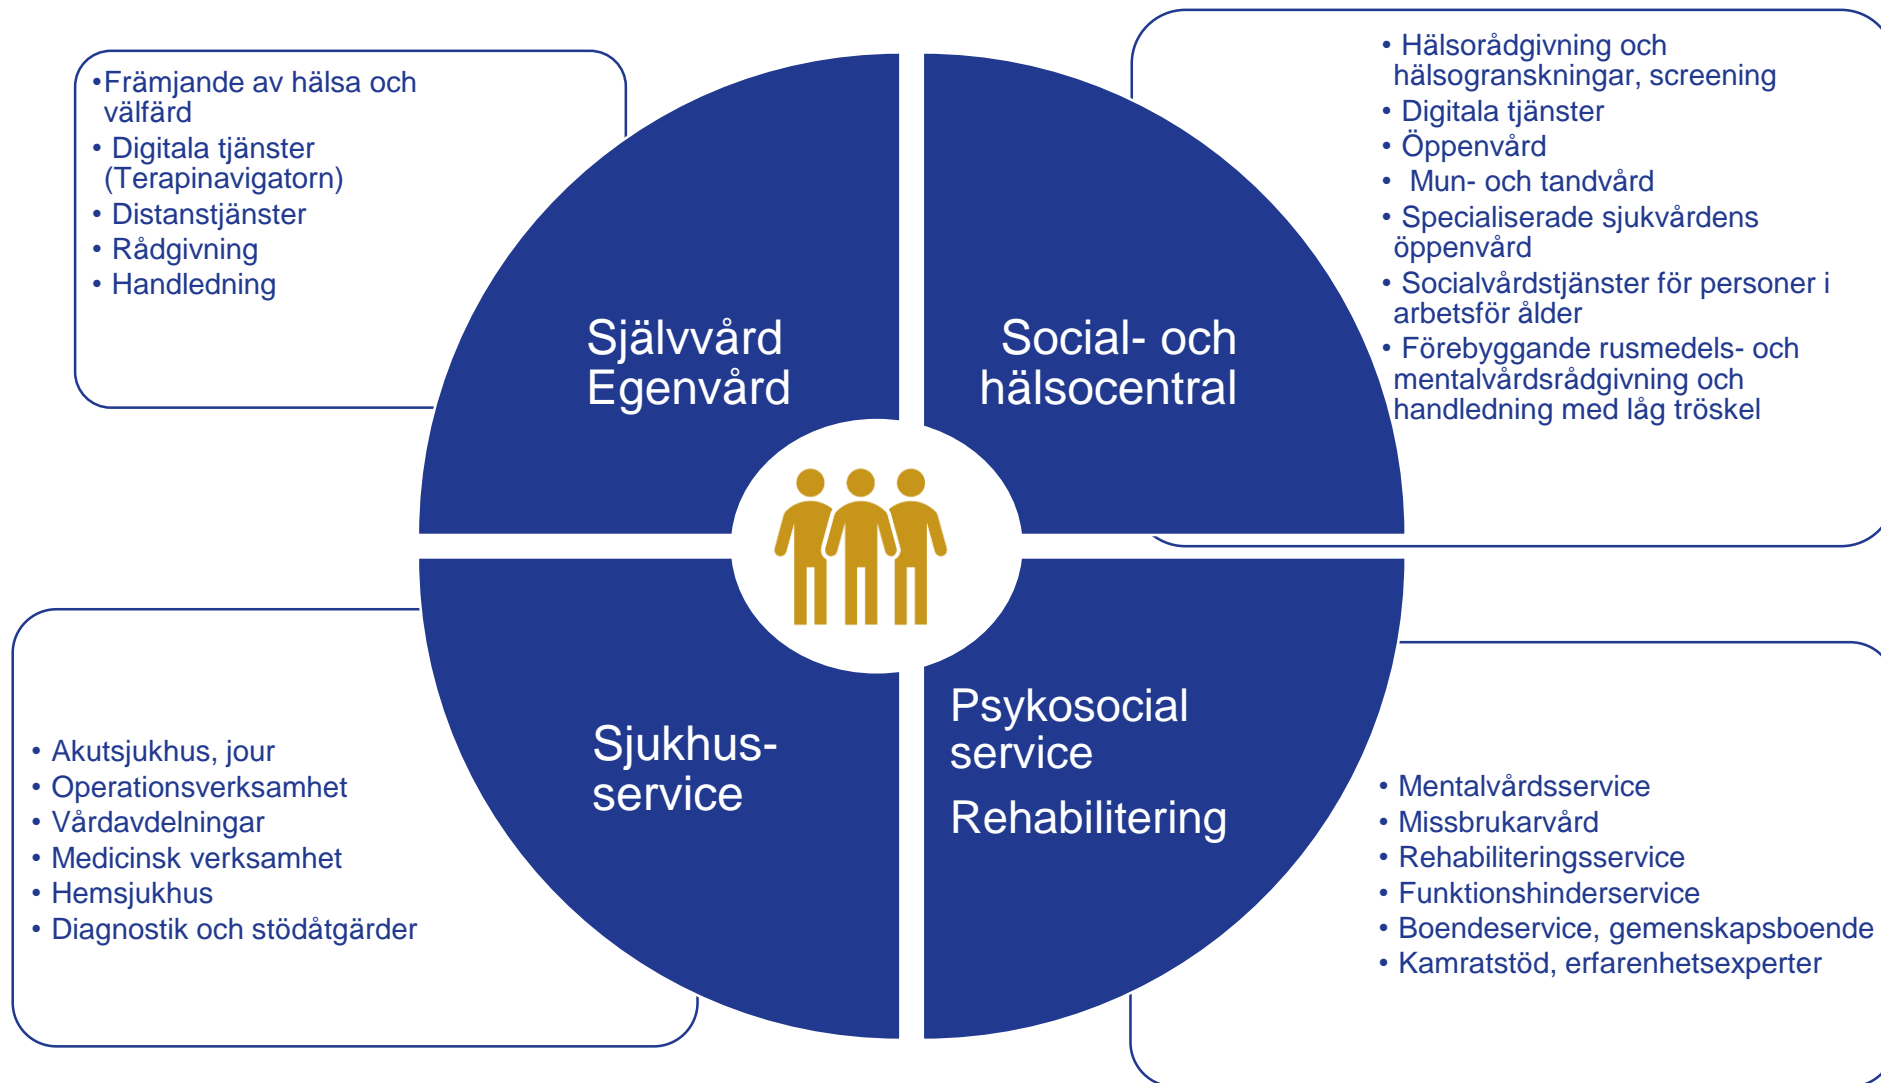 •Främjande av hälsa och
välfärd
• Digitala tjänster
(Terapinavigatorn)
• Distanstjänster
• Rådgivning
• Handledning
Självvård
Egenvård
Social- och
hälsocentral
• Hälsorådgivning och
hälsogranskningar, screening
• Digitala tjänster
• Öppenvård
• Mun- och tandvård
• Specialiserade sjukvårdens
öppenvård
• Socialvårdstjänster för personer i
arbetsför ålder
• Förebyggande rusmedels- och
mentalvårdsrådgivning och
handledning med låg tröskel
• Akutsjukhus, jour
• Operationsverksamhet
• Vårdavdelningar
• Medicinsk verksamhet
• Hemsjukhus
• Diagnostik och stödåtgärder
Sjukhus-
service
Psykosocial
service
Rehabilitering
• Mentalvårdsservice
• Missbrukarvård
• Rehabiliteringsservice
• Funktionshinderservice
• Boendeservice, gemenskapsboende
• Kamratstöd, erfarenhetsexperter